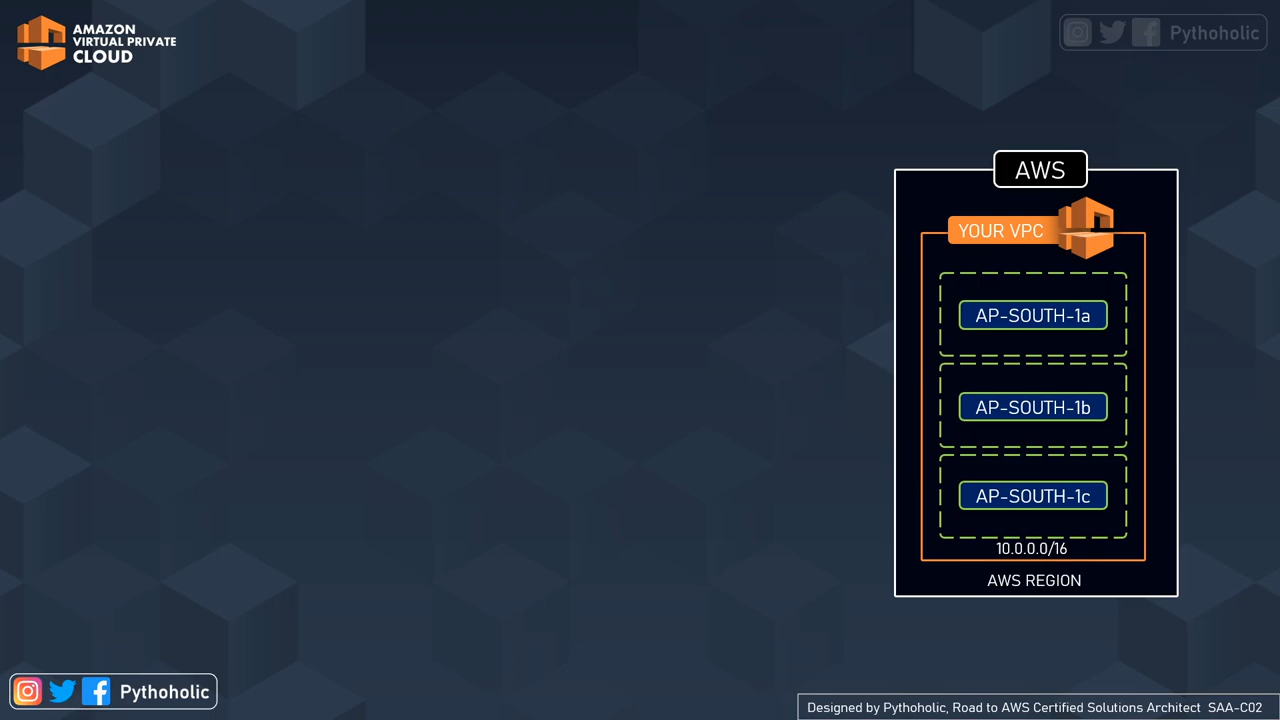 AMAZON
VIRTUAL PRIVATE
CLOUD
Pythoholic
AWS
YOUR VPC
AP-SOUTH-1a
AP-SOUTH-1b
AP-SOUTH-1c
10.0.0.0/16
AWS REGION
Pythoholic
Designed by Pythoholic, Road to AWS Certified Solutions Architect SAA-C02